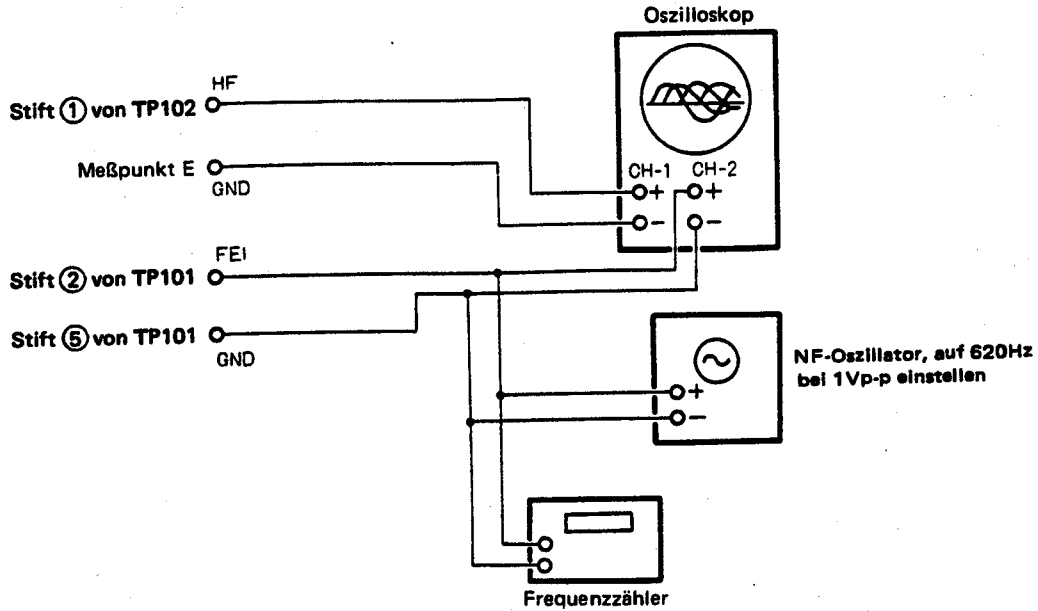 Oszilloskop
HF
Stift ① von TP102
Meßpunkt E
GND
CH-1 CH-2
+ +
- -
FEI
Stift ② von TP101
Stift ⑤ von TP101
GND
NF-Oszillator, auf 620Hz
bei 1Vp-p einstellen
+
-
Frequenzzähler